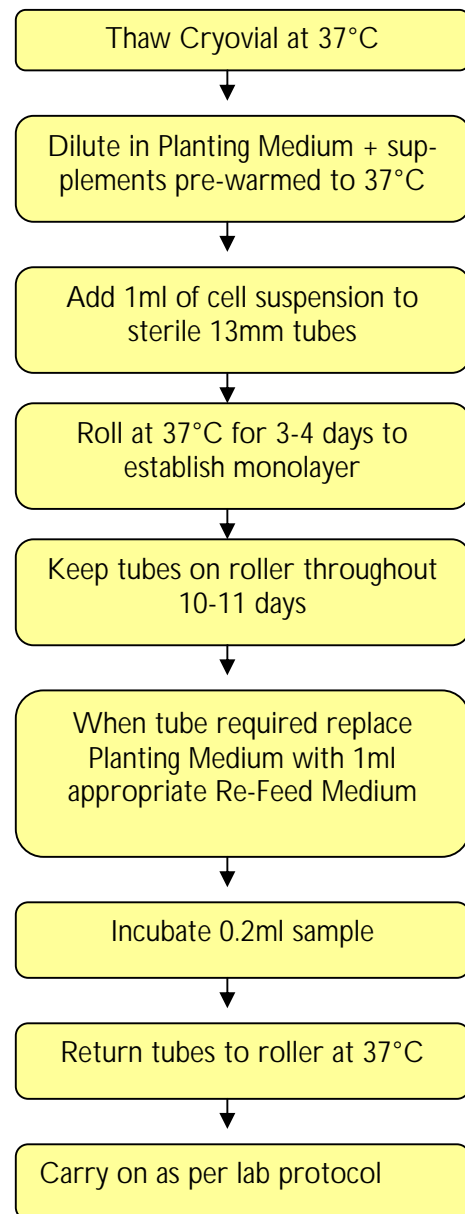 Thaw Cryovial at 37°C
Dilute in Planting Medium + sup-
plements pre-warmed to 37°C
Add 1ml of cell suspension to
sterile 13mm tubes
Roll at 37°C for 3-4 days to
establish monolayer
Keep tubes on roller throughout
10-11 days
When tube required replace
Planting Medium with 1ml
appropriate Re-Feed Medium
Incubate 0.2ml sample
Return tubes to roller at 37°C
Carry on as per lab protocol